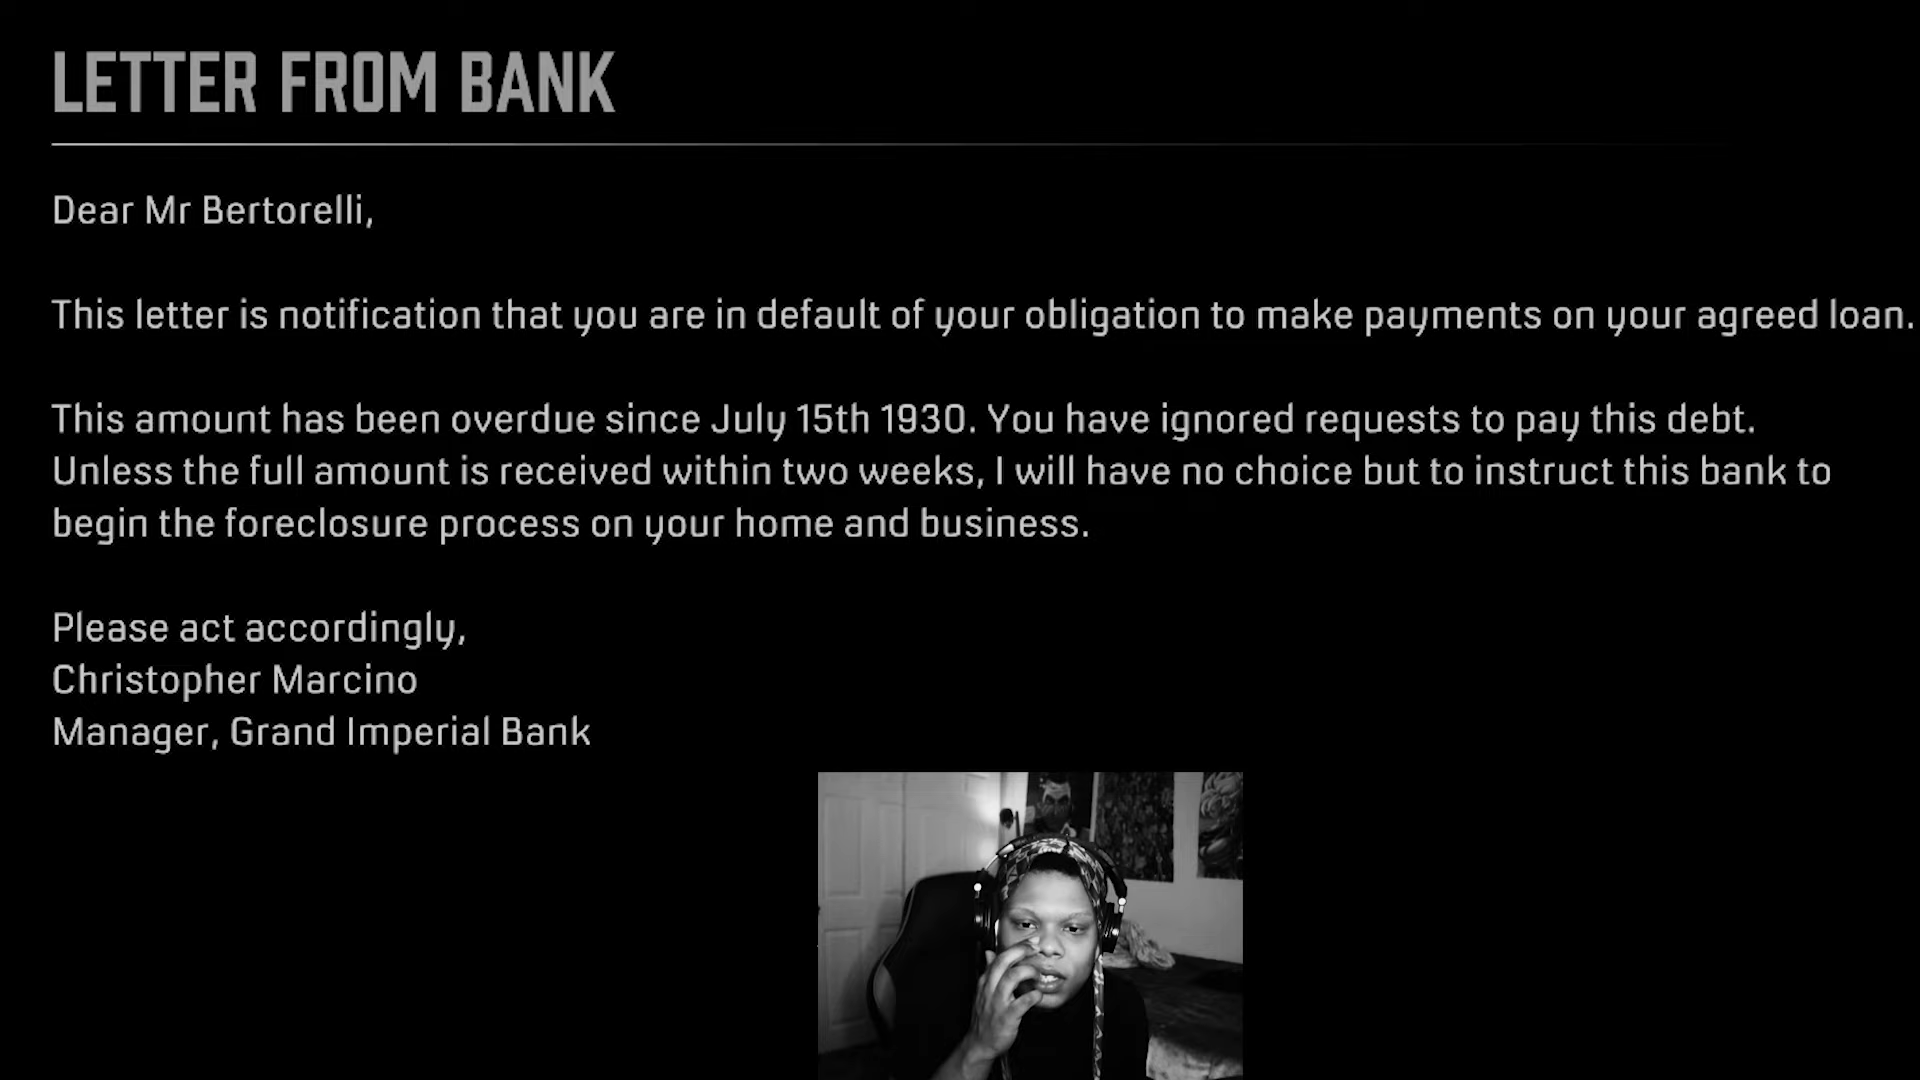 LETTER FROM BANK
Dear Mr Bertorelli,
This letter is notification that you are in default of your obligation to make payments on your agreed loan.
This amount has been overdue since July 15th 1930. You have ignored requests to pay this debt.
Unless the full amount is received within two weeks, I will have no choice but to instruct this bank to
begin the foreclosure process on your home and business.
Please act accordingly,
Christopher Marcino
Manager, Grand Imperial Bank